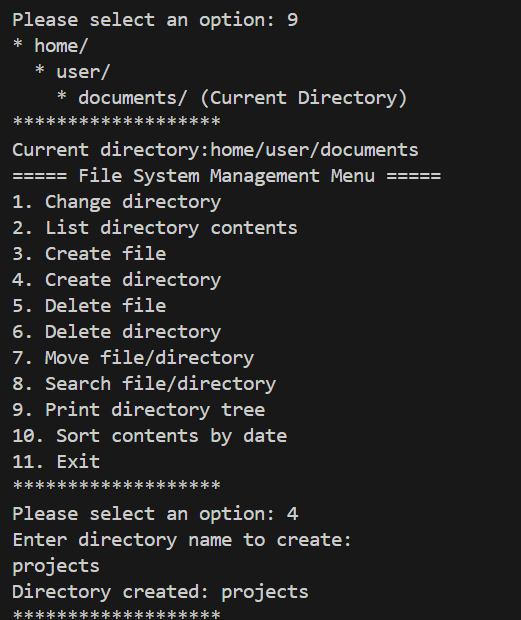 Please select an option: 9
* home/
  * user/
    * documents/ (Current Directory)
*******************
Current directory:home/user/documents
===== File System Management Menu =====
1. Change directory
2. List directory contents
3. Create file
4. Create directory
5. Delete file
6. Delete directory
7. Move file/directory
8. Search file/directory
9. Print directory tree
10. Sort contents by date
11. Exit
*******************
Please select an option: 4
Enter directory name to create:
projects
Directory created: projects
*******************